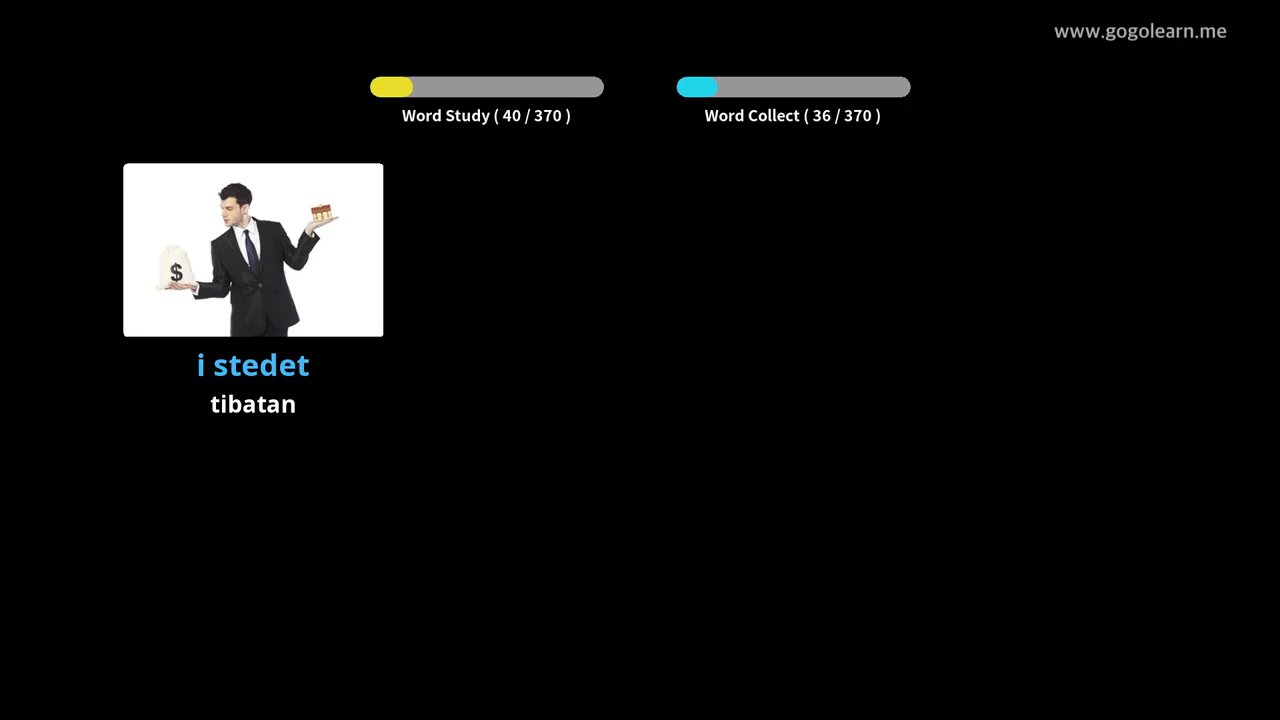 www.gogolearn.me
Word Study ( 40 / 370 )
Word Collect ( 36 / 370 )
$
i stedet
tibatan